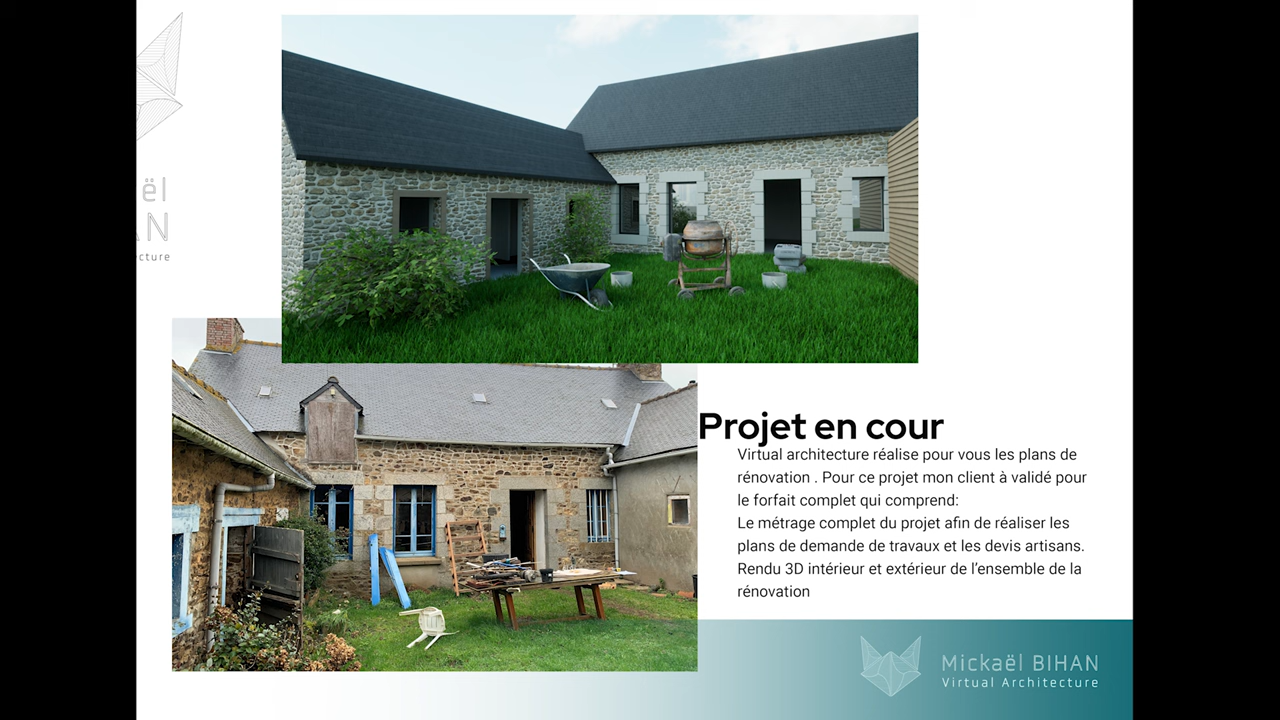 ël
AN
cture
Projet en cour
Virtual architecture réalise pour vous les plans de
rénovation . Pour ce projet mon client à validé pour
le forfait complet qui comprend:
Le métrage complet du projet afin de réaliser les
plans de demande de travaux et les devis artisans.
Rendu 3D intérieur et extérieur de l’ensemble de la
rénovation
Mickaël BIHAN
Virtual Architecture